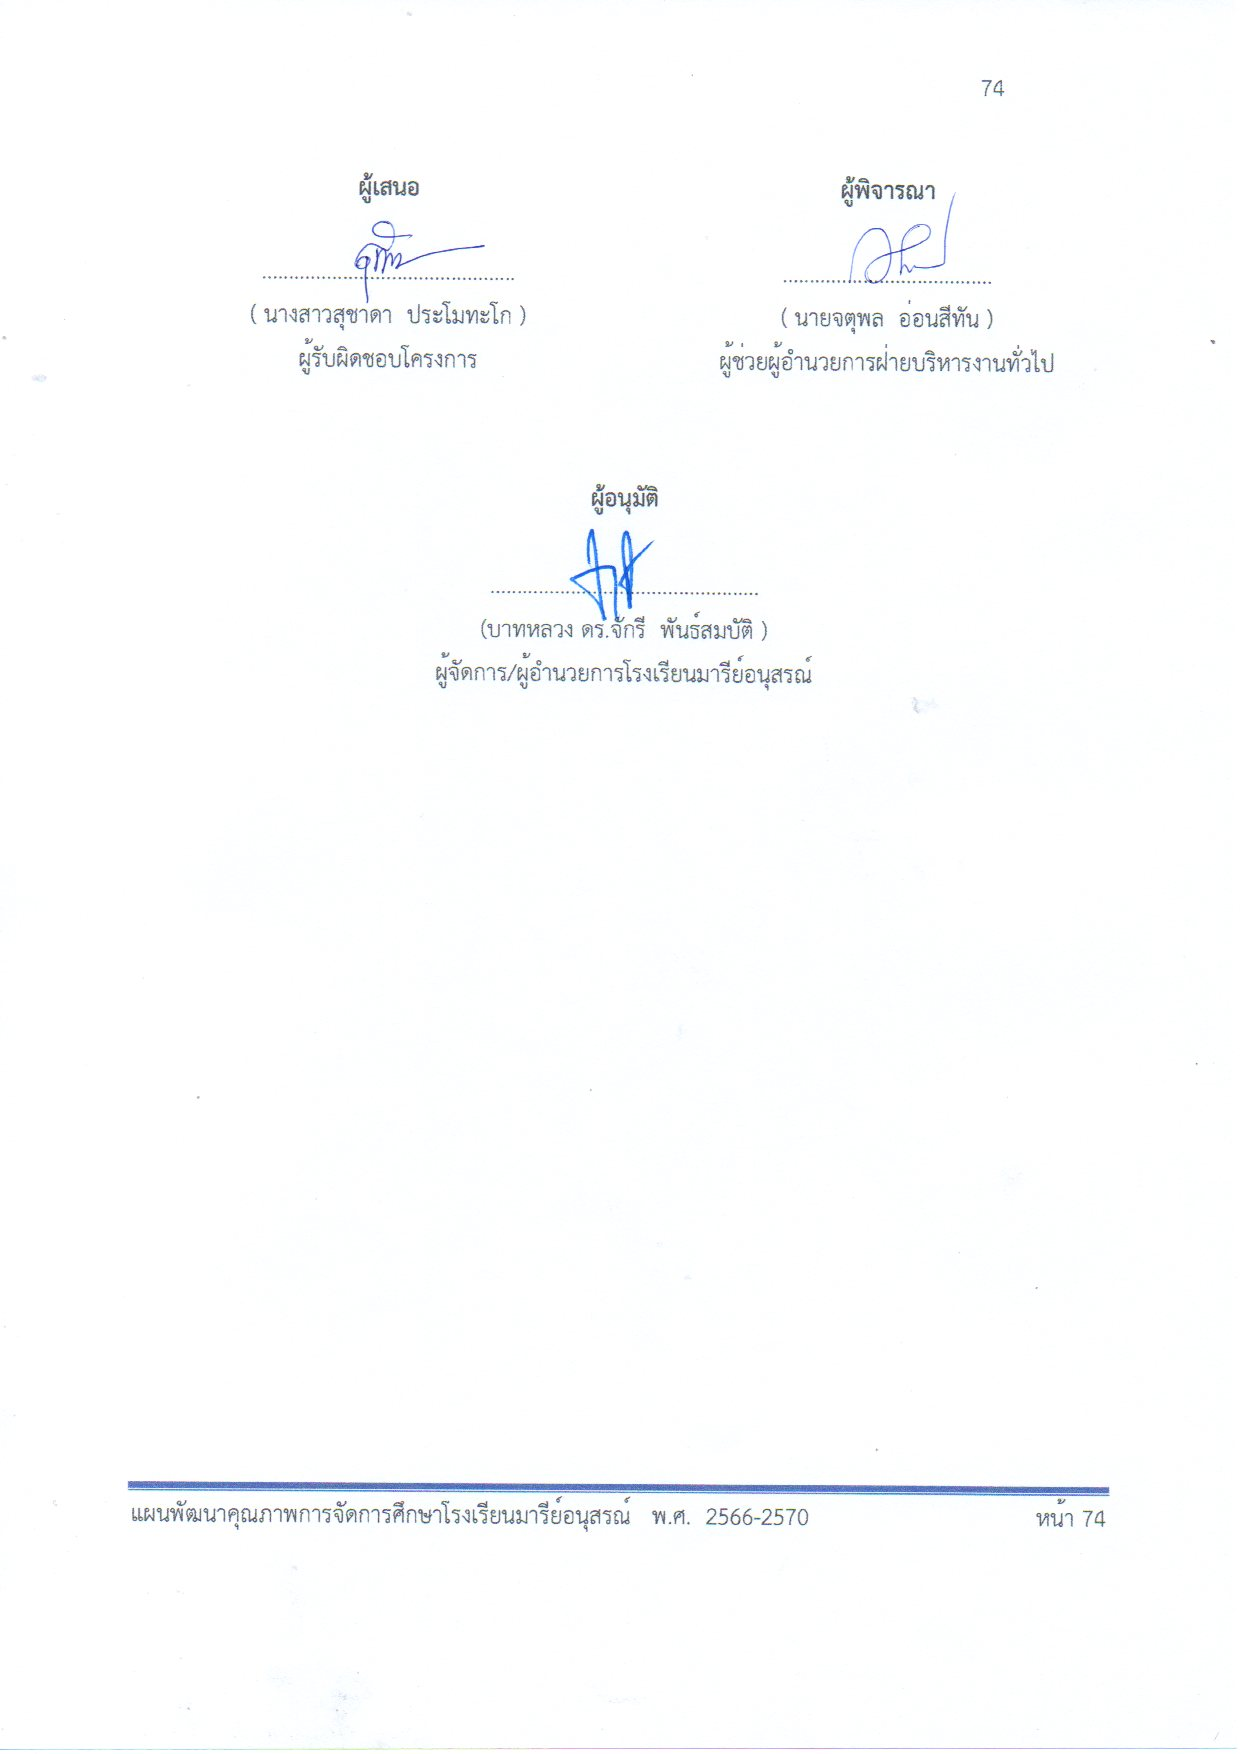 74
ผู้เสนอ
ผู้พิจารณา
( นางสาวสุชาดา ประโมทะโก )
( นายจตุพล อ่อนสีทัน )
ผู้รับผิดชอบโครงการ
ผู้ช่วยผู้อำนวยการฝ่ายบริหารงานทั่วไป
ผู้อนุมัติ
(บาทหลวง ดร.จักรี พันธ์สมบัติ )
ผู้จัดการ/ผู้อำนวยการโรงเรียนมารีย์อนุสรณ์
แผนพัฒนาคุณภาพการจัดการศึกษาโรงเรียนมารีย์อนุสรณ์ พ.ศ. 2566-2570 หน้า 74